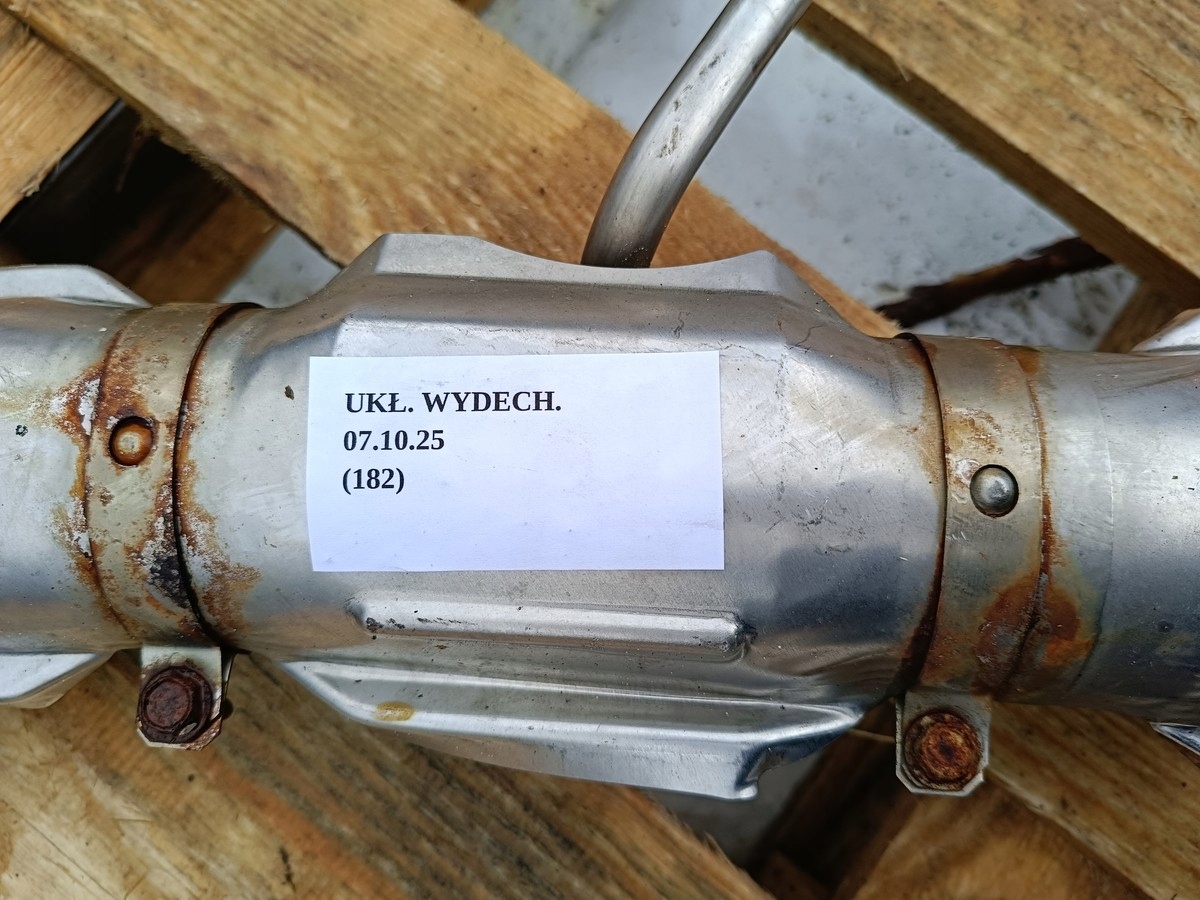 UKŁ. WYDECH.
07.10.25
(182)